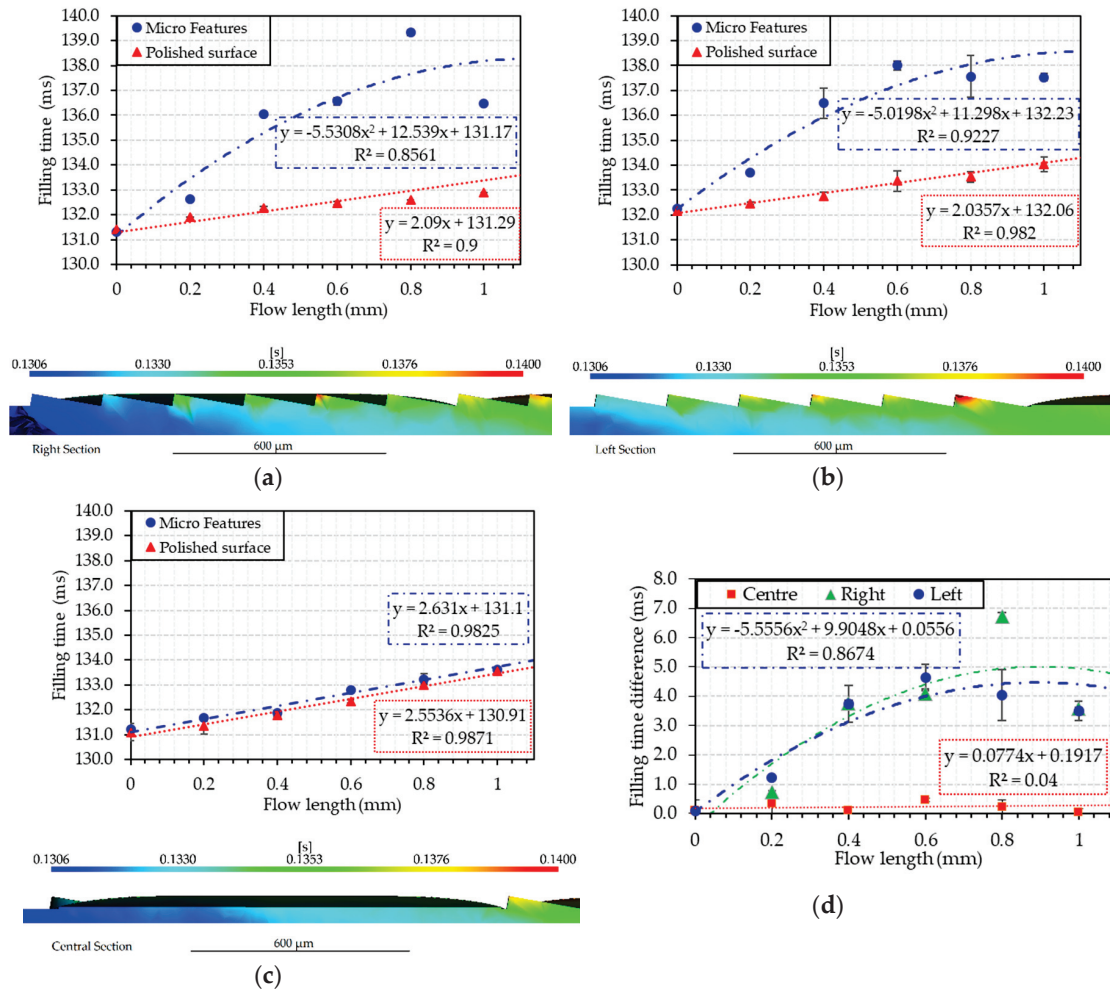 140.0
139.0
138.0
137.0
136.0
135.0
134.0
133.0
132.0
131.0
130.0
Filling time (ms)
Micro Features
Polished surface
y = -5.5308x² + 12.539x + 131.17
R² = 0.8561
y = 2.09x + 131.29
R² = 0.9
0 0.2 0.4 0.6 0.8 1
Flow length (mm)
[s]
0.1306 0.1330 0.1353 0.1376 0.1400
Right Section
600 µm
(a)
140.0
139.0
138.0
137.0
136.0
135.0
134.0
133.0
132.0
131.0
130.0
Filling time (ms)
Micro Features
Polished surface
y = -5.0198x² + 11.298x + 132.23
R² = 0.9227
y = 2.0357x + 132.06
R² = 0.982
0 0.2 0.4 0.6 0.8 1
Flow length (mm)
[s]
0.1306 0.1330 0.1353 0.1376 0.1400
Left Section
600 µm
(b)
140.0
139.0
138.0
137.0
136.0
135.0
134.0
133.0
132.0
131.0
130.0
Filling time (ms)
Micro Features
Polished surface
y = 2.631x + 131.1
R² = 0.9825
y = 2.5536x + 130.91
R² = 0.9871
0 0.2 0.4 0.6 0.8 1
Flow length (mm)
[s]
0.1306 0.1330 0.1353 0.1376 0.1400
Central Section
600 µm
(c)
8.0
7.0
6.0
5.0
4.0
3.0
2.0
1.0
0.0
Filling time difference (ms)
Centre Right Left
y = -5.5556x² + 9.9048x + 0.0556
R² = 0.8674
y = 0.0774x + 0.1917
R² = 0.04
0 0.2 0.4 0.6 0.8 1
Flow length (mm)
(d)